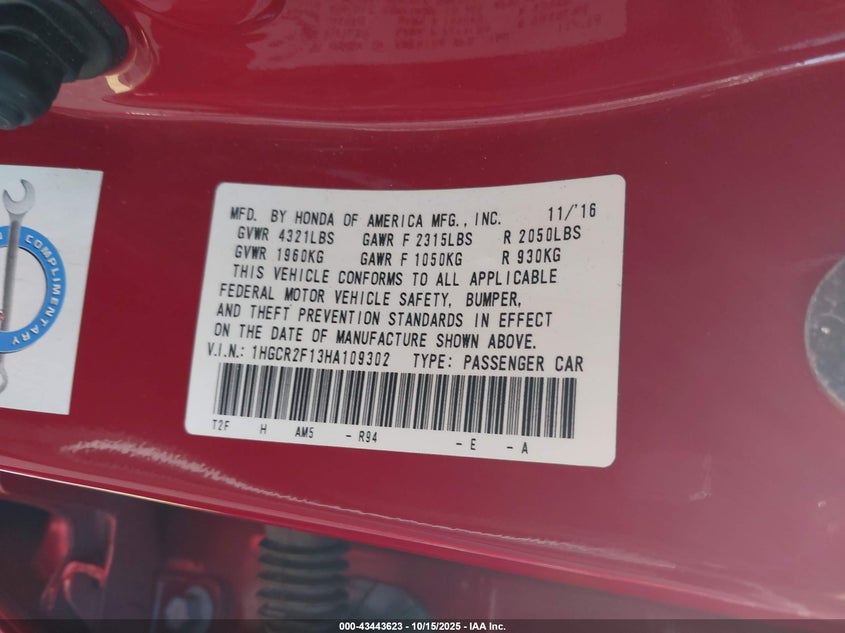 MFD. BY HONDA OF AMERICA MFG., INC. 11/'16
GVWR 4321LBS GAWR F 2315LBS R 2050LBS
GVWR 1960KG GAWR F 1050KG R 930KG
THIS VEHICLE CONFORMS TO ALL APPLICABLE
FEDERAL MOTOR VEHICLE SAFETY, BUMPER,
AND THEFT PREVENTION STANDARDS IN EFFECT
ON THE DATE OF MANUFACTURE SHOWN ABOVE.
V.I.N.: 1HGCR2F13HA109302 TYPE: PASSENGER CAR
T2F H AM5 - R94 - E - A
COMPLIMENTARY
000-43443623 - 10/15/2025 - IAA Inc.